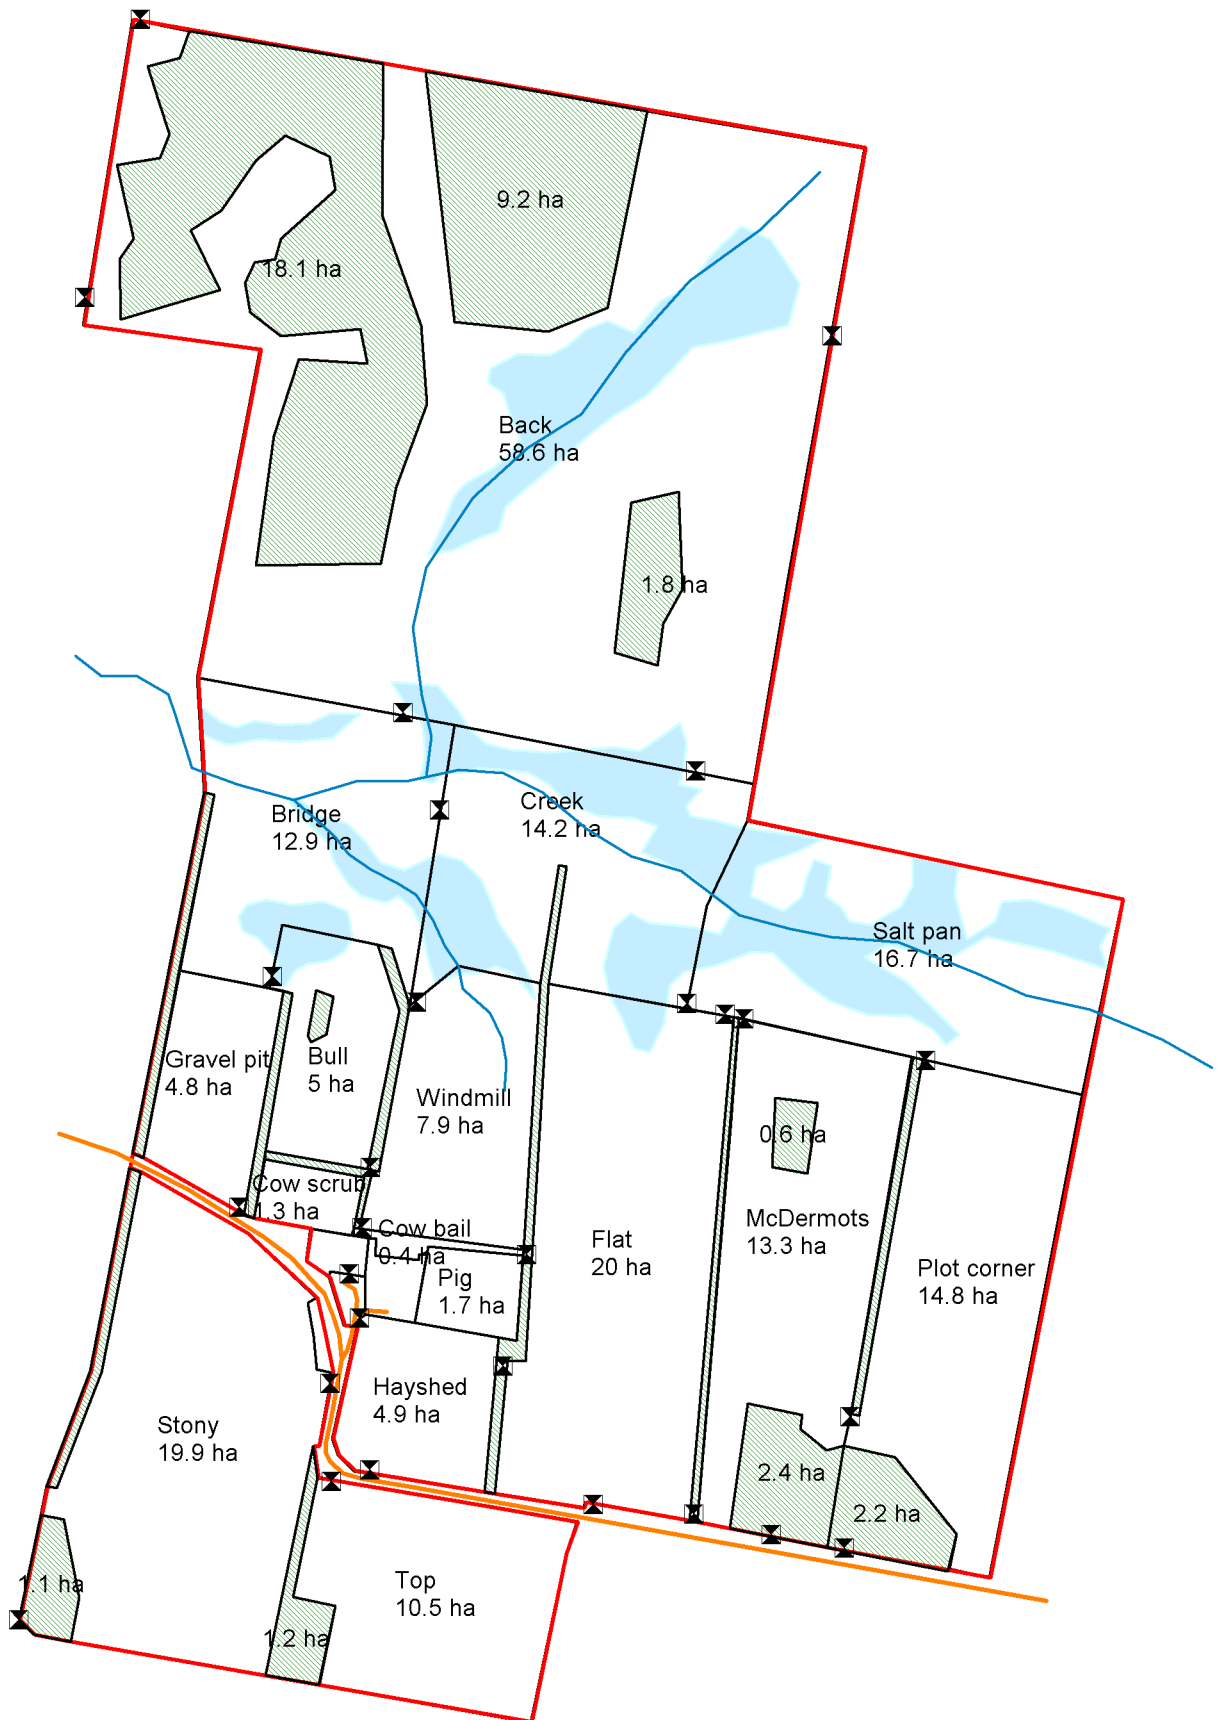 9.2 ha
18.1 ha
Back
58.6 ha
1.8 ha
Creek
14.2 ha
Bridge
12.9 ha
Salt pan
16.7 ha
Gravel pit
4.8 ha
Bull
5 ha
Windmill
7.9 ha
0.6 ha
Cow scrub
1.3 ha
Cow bail
0.4 ha
McDermots
13.3 ha
Flat
20 ha
Pig
1.7 ha
Plot corner
14.8 ha
Hayshed
4.9 ha
Stony
19.9 ha
2.4 ha
2.2 ha
1.1 ha
Top
10.5 ha
1.2 ha